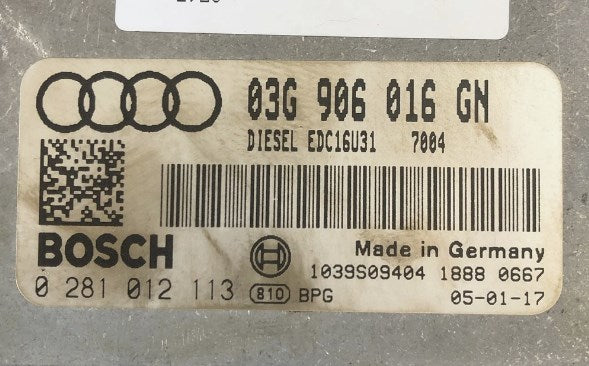 03G 906 016 GN
DIESEL EDC16U31 7004
BOSCH
Made in Germany
1039S09404 1888 0667
0 281 012 113 810 BPG 05-01-17